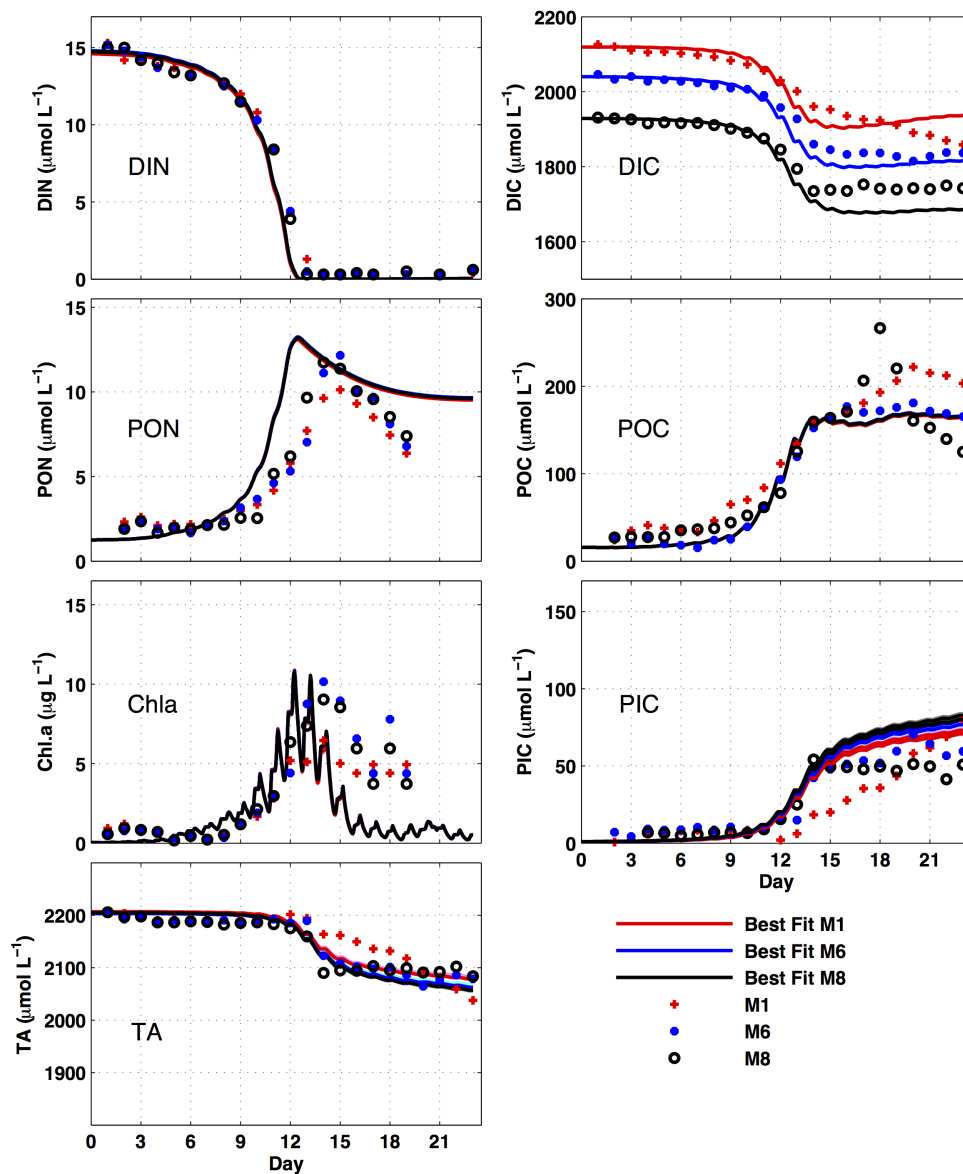 15
10
5
0
DIN (μmol L⁻¹)
DIN
2200
2000
1800
1600
DIC (μmol L⁻¹)
DIC
15
10
5
0
PON (μmol L⁻¹)
PON
300
200
100
0
POC (μmol L⁻¹)
POC
15
10
5
0
ChLa (μg L⁻¹)
Chla
150
100
50
0
PIC (μmol L⁻¹)
PIC
0 3 6 9 12 15 18 21
Day
2200
2100
2000
1900
TA (μmol L⁻¹)
TA
0 3 6 9 12 15 18 21
Day
Best Fit M1
Best Fit M6
Best Fit M8
M1
M6
M8